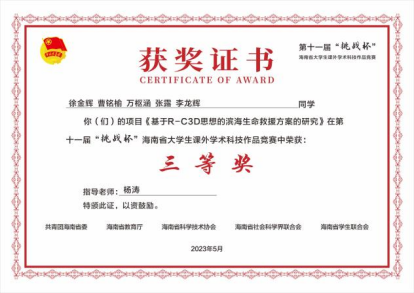 获奖证书
CERTIFICATE OF AWARD
第十一届“挑战杯”
海南省大学生课外学术科技作品竞赛
徐金辉 曹铭榆 万枢涵 张露 李龙辉 同学
你(们)的项目《基于R-C3D思想的滨海生命救援方案的研究》在第
十一届“挑战杯”海南省大学生课外学术科技作品竞赛中荣获:
三等奖
指导老师: 杨涛
特颁此证,以资鼓励。
共青团海南省委 海南省教育厅 海南省科学技术协会 海南省社会科学界联合会 海南省学生联合会
2023年5月